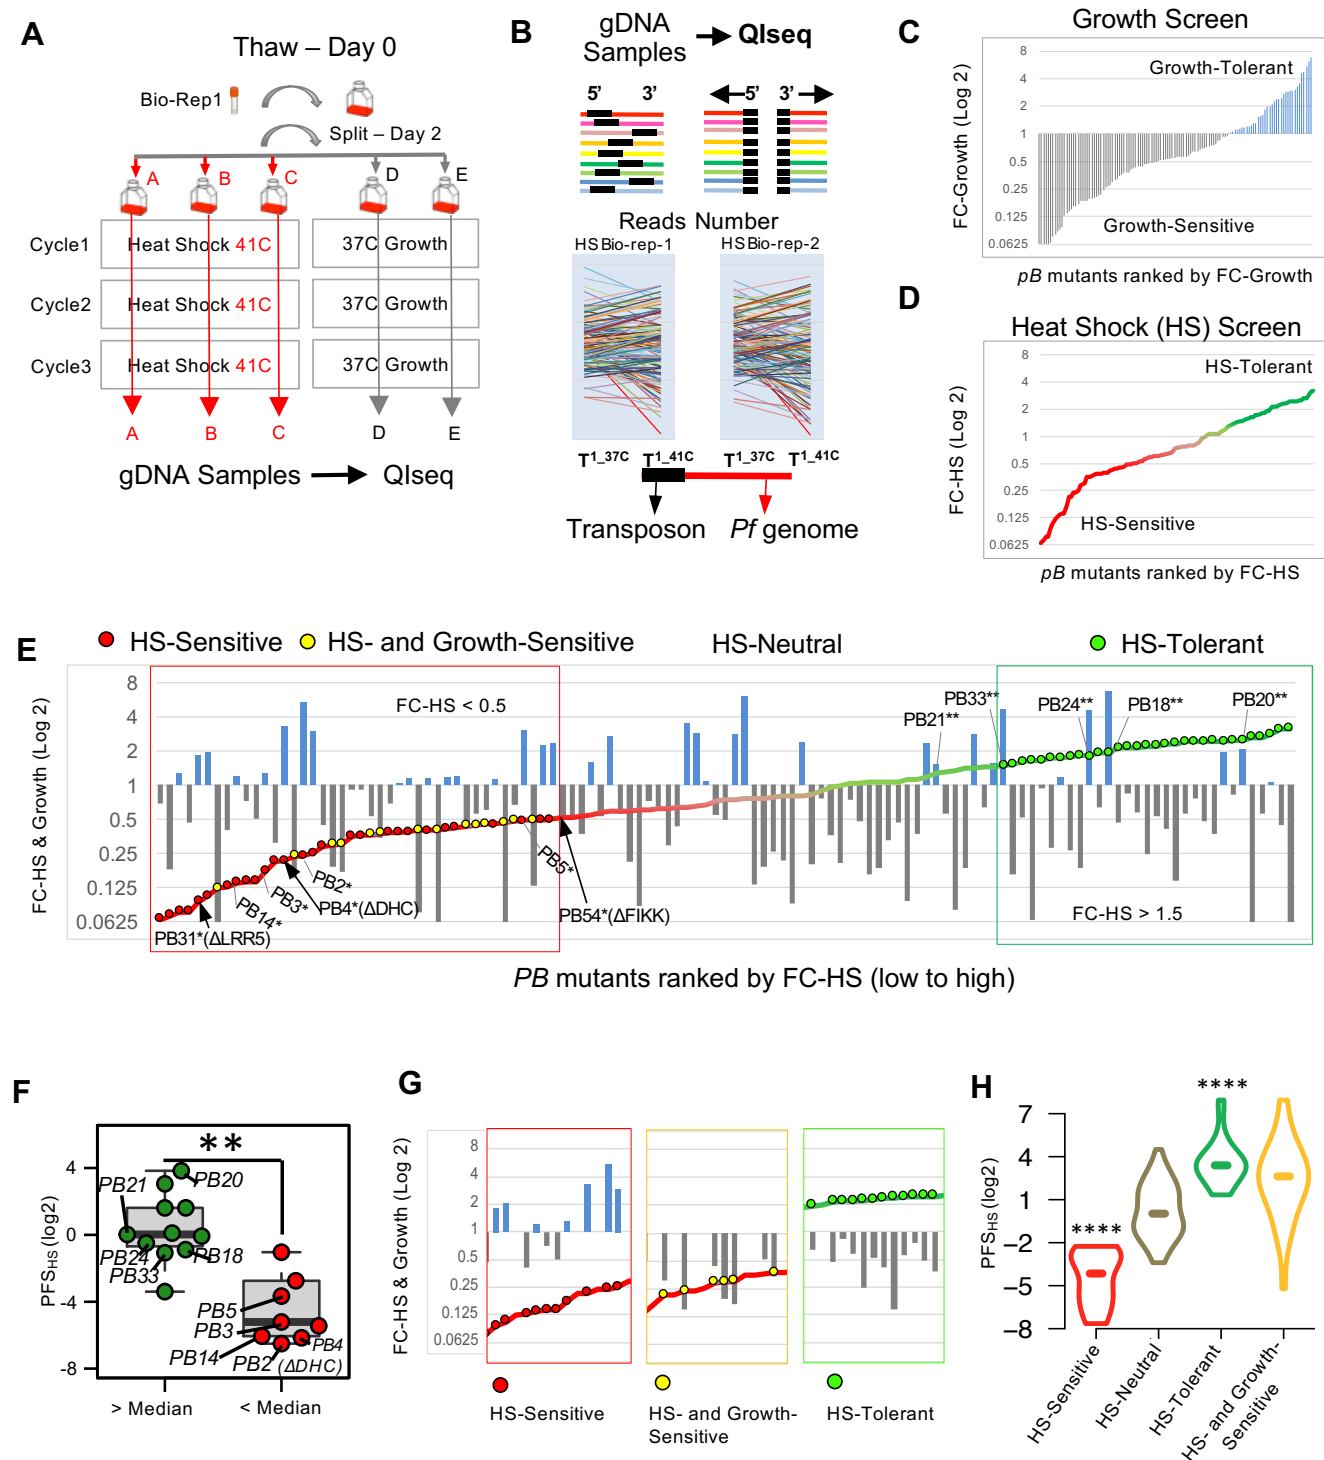 A
Thaw – Day 0
Bio-Rep1
Split – Day 2
A B C D E
Cycle1 Heat Shock 41C 37C Growth
Cycle2 Heat Shock 41C 37C Growth
Cycle3 Heat Shock 41C 37C Growth
A B C D E
gDNA Samples QIseq
B
gDNA
Samples QIseq
5’ 3’ 5’ 3’
Reads Number
HS Bio-rep-1 HS Bio-rep-2
T1_37C T1_41C T1_37C T1_41C
Transposon Pf genome
C
Growth Screen
FC-Growth (Log 2)
8
4
2
1
0.5
0.25
0.125
0.0625
Growth-Tolerant
Growth-Sensitive
pB mutants ranked by FC-Growth
D
Heat Shock (HS) Screen
FC-HS (Log 2)
8
4
2
1
0.5
0.25
0.125
0.0625
HS-Tolerant
HS-Sensitive
pB mutants ranked by FC-HS
E
HS-Sensitive HS- and Growth-Sensitive HS-Neutral HS-Tolerant
FC-HS & Growth (Log 2)
8
4
2
1
0.5
0.25
0.125
0.0625
FC-HS < 0.5
PB33**
PB21**
PB24**
PB18**
PB20**
PB31*(ΔLRR5)
PB14*
PB3*
PB4*(ΔDHC)
PB2*
PB5*
PB54*(ΔFIKK)
FC-HS > 1.5
PB mutants ranked by FC-HS (low to high)
F
PFSHS (log2)
4
0
-4
-8
**
PB21
PB20
PB24
PB18
PB33
PB5
PB3
PB14
PB4
PB2 (ΔDHC)
> Median < Median
G
FC-HS & Growth (Log 2)
8
4
2
1
0.5
0.25
0.125
0.0625
HS-Sensitive
HS- and Growth-
Sensitive
HS-Tolerant
H
PFSHS (log2)
7
4
1
−2
−5
−8
****
****
HS-Sensitive
HS-Neutral
HS-Tolerant
HS- and Growth-
Sensitive